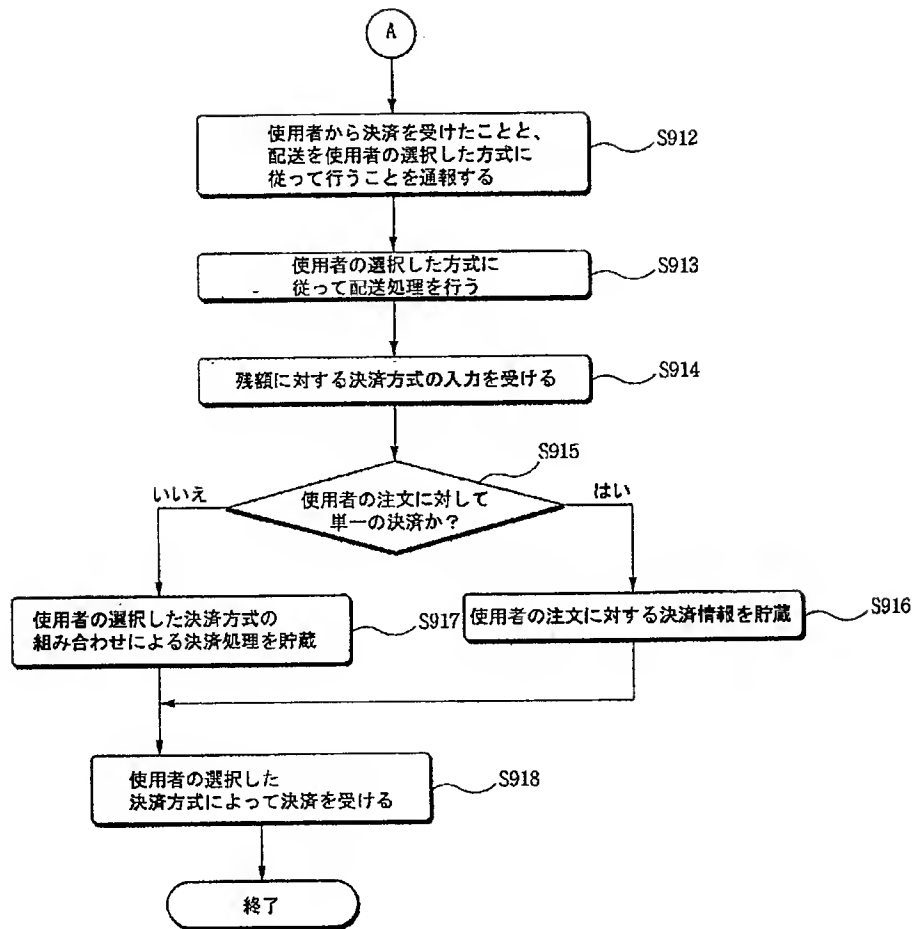 A
使用者から決済を受けたことと、
配送を使用者の選択した方式に
従って行うことを通報する
S912
使用者の選択した方式に
従って配送処理を行う
S913
残額に対する決済方式の入力を受ける
S914
S915
使用者の注文に対して
単一の決済か？
いいえ
はい
使用者の選択した決済方式の
組み合わせによる決済処理を貯蔵
S917
使用者の注文に対する決済情報を貯蔵
S916
使用者の選択した
決済方式によって決済を受ける
S918
終了